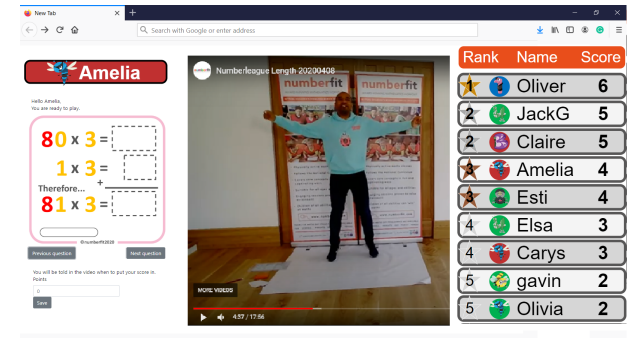 New Tab
Search with Google or enter address
Amelia
Hello Amelia,
You are ready to play.
80 x 3 =
1 x 3 =
Therefore... +
81 x 3 =
©numberfit2020
Previous question
Next question
You will be told in the video when to put your score in.
Points
0
Save
Numberleague Length 20200408
numberfit
numberfit
MORE VIDEOS
4:37 / 17:56
Rank Name Score
1 Oliver 6
2 JackG 5
2 Claire 5
3 Amelia 4
3 Esti 4
4 Elsa 3
4 Carys 3
5 gavin 2
5 Olivia 2